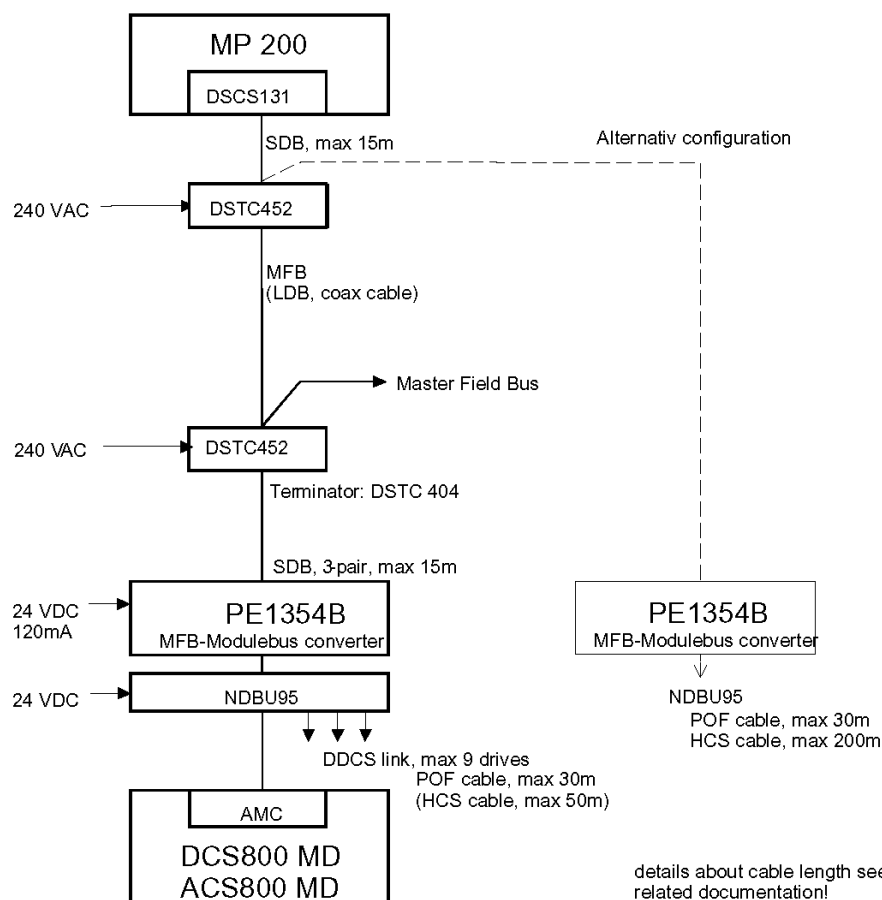 MP 200
DSCS131
SDB, max 15m
Alternativ configuration
240 VAC
DSTC452
MFB
(LDB, coax cable)
Master Field Bus
240 VAC
DSTC452
Terminator: DSTC 404
SDB, 3-pair, max 15m
24 VDC
120mA
PE1354B
MFB-Modulebus converter
PE1354B
MFB-Modulebus converter
24 VDC
NDBU95
NDBU95
POF cable, max 30m
HCS cable, max 200m
DDCS link, max 9 drives
POF cable, max 30m
(HCS cable, max 50m)
AMC
DCS800 MD
ACS800 MD
details about cable length see
related documentation!